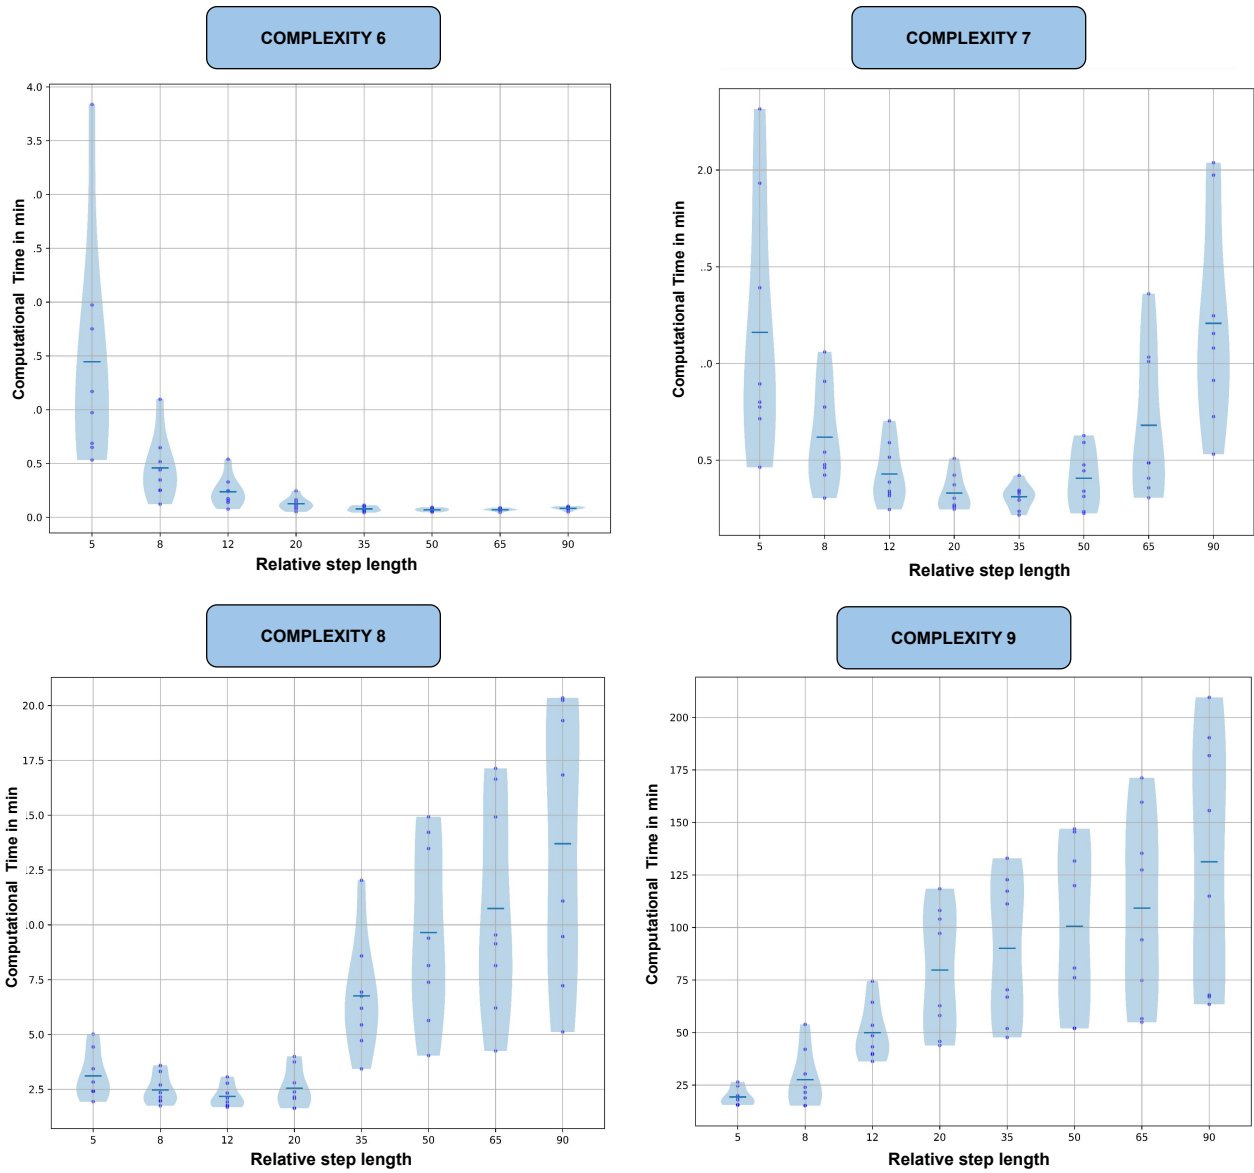 COMPLEXITY 6
COMPLEXITY 7
Computational Time in min
4.0
3.5
.0
.5
.0
.5
.0
0.5
0.0
5 8 12 20 35 50 65 90
Relative step length
Computational Time in min
2.0
.5
.0
0.5
5 8 12 20 35 50 65 90
Relative step length
COMPLEXITY 8
COMPLEXITY 9
Computational Time in min
20.0
17.5
5.0
2.5
0.0
7.5
5.0
2.5
5 8 12 20 35 50 65 90
Relative step length
Computational Time in min
200
175
150
125
100
75
50
25
5 8 12 20 35 50 65 90
Relative step length